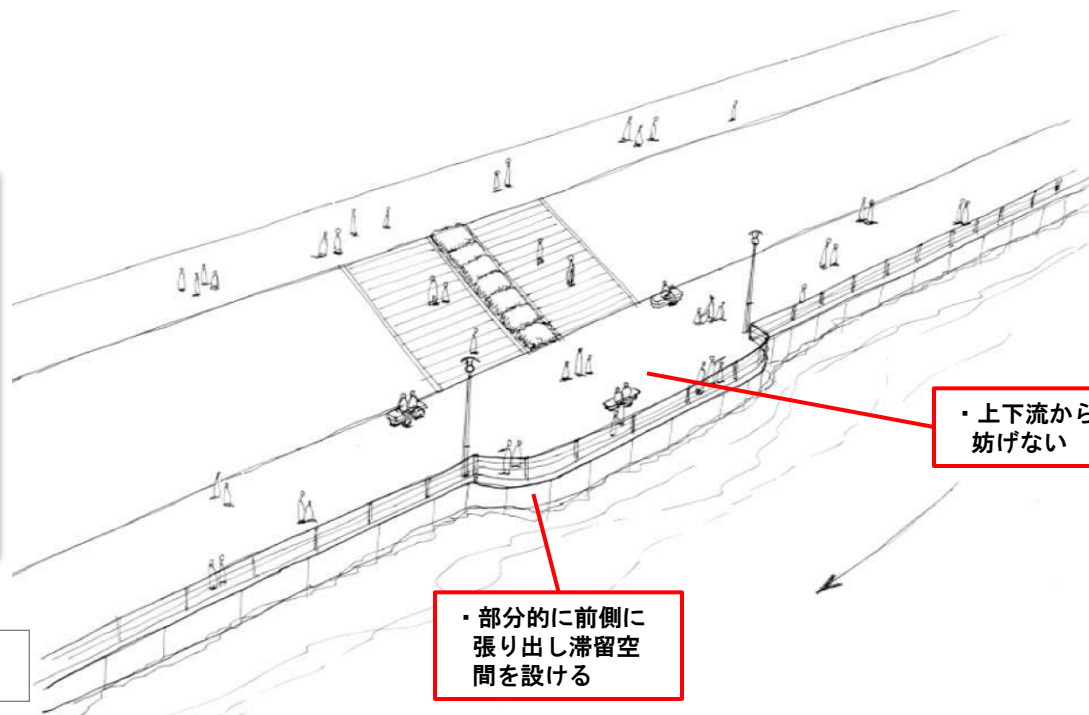 ・上下流から
妨げない
・部分的に前側に
張り出し滞留空
間を設ける